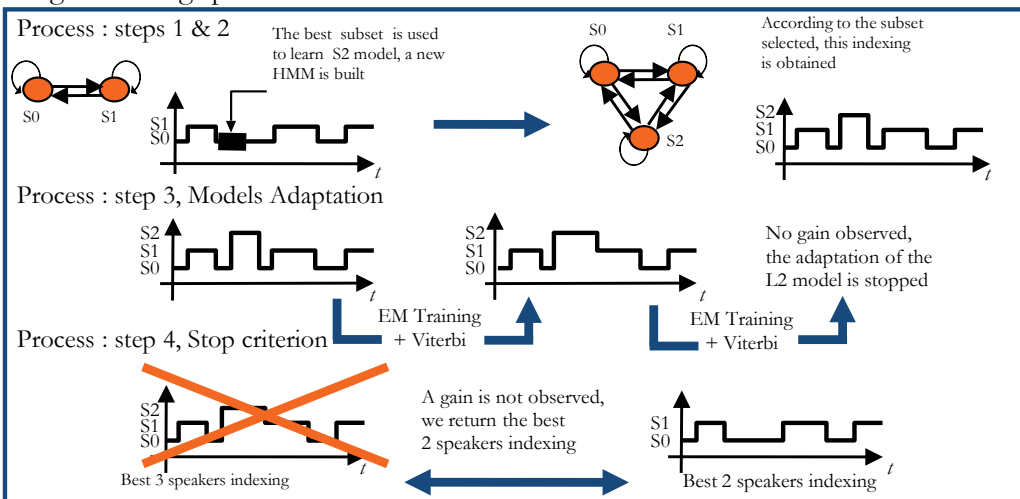 Process : steps 1 & 2
The best subset is used
to learn S2 model, a new
HMM is built
S0
S1
S1
S0
t
S0
S1
S2
According to the subset
selected, this indexing
is obtained
S2
S1
S0
t
Process : step 3, Models Adaptation
S2
S1
S0
t
S2
S1
S0
t
No gain observed,
the adaptation of the
L2 model is stopped
EM Training
+ Viterbi
EM Training
+ Viterbi
Process : step 4, Stop criterion
S2
S1
S0
t
Best 3 speakers indexing
A gain is not observed,
we return the best
2 speakers indexing
S1
S0
t
Best 2 speakers indexing